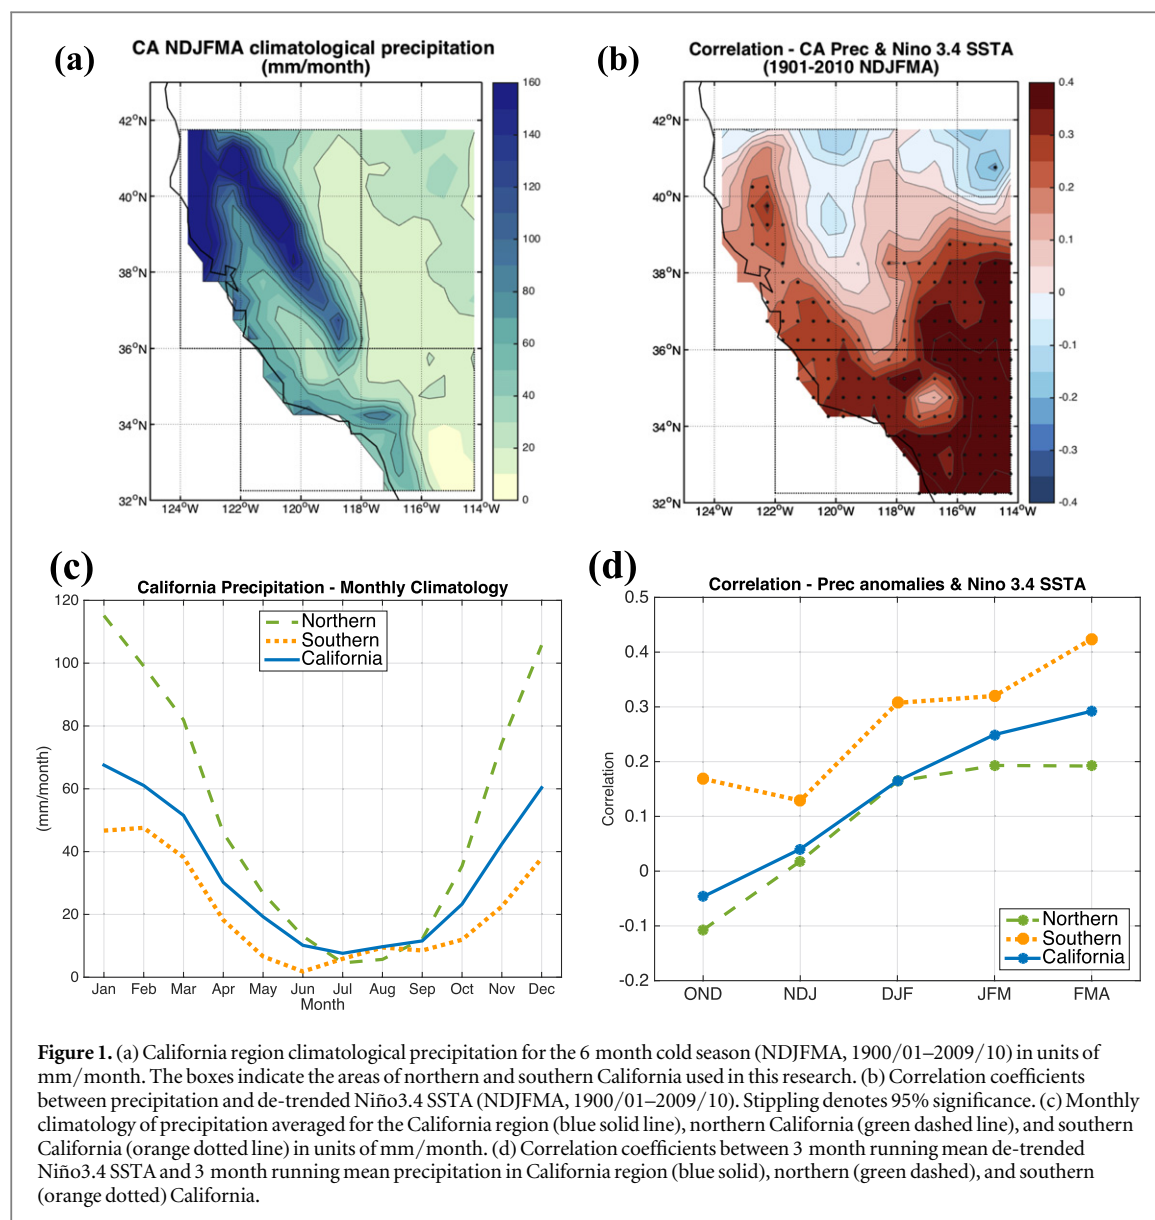 (a)
CA NDJFMA climatological precipitation
(mm/month)
42°N
40°N
38°N
36°N
34°N
32°N
124°W 122°W 120°W 118°W 116°W 114°W
160
140
120
100
80
60
40
20
0
(b)
Correlation - CA Prec & Nino 3.4 SSTA
(1901-2010 NDJFMA)
42°N
40°N
38°N
36°N
34°N
32°N
124°W 122°W 120°W 118°W 116°W 114°W
0.4
0.3
0.2
0.1
0
-0.1
-0.2
-0.3
-0.4
(c)
California Precipitation - Monthly Climatology
120
100
80
60
40
20
0
(mm/month)
Northern
Southern
California
Jan Feb Mar Apr May Jun Jul Aug Sep Oct Nov Dec
Month
(d)
Correlation - Prec anomalies & Nino 3.4 SSTA
0.5
0.4
0.3
0.2
0.1
0
-0.1
-0.2
Correlation
Northern
Southern
California
OND NDJ DJF JFM FMA
Figure 1. (a) California region climatological precipitation for the 6 month cold season (NDJFMA, 1900/01–2009/10) in units of
mm/month. The boxes indicate the areas of northern and southern California used in this research. (b) Correlation coefficients
between precipitation and de-trended Niño3.4 SSTA (NDJFMA, 1900/01–2009/10). Stippling denotes 95% significance. (c) Monthly
climatology of precipitation averaged for the California region (blue solid line), northern California (green dashed line), and southern
California (orange dotted line) in units of mm/month. (d) Correlation coefficients between 3 month running mean de-trended
Niño3.4 SSTA and 3 month running mean precipitation in California region (blue solid), northern (green dashed), and southern
(orange dotted) California.